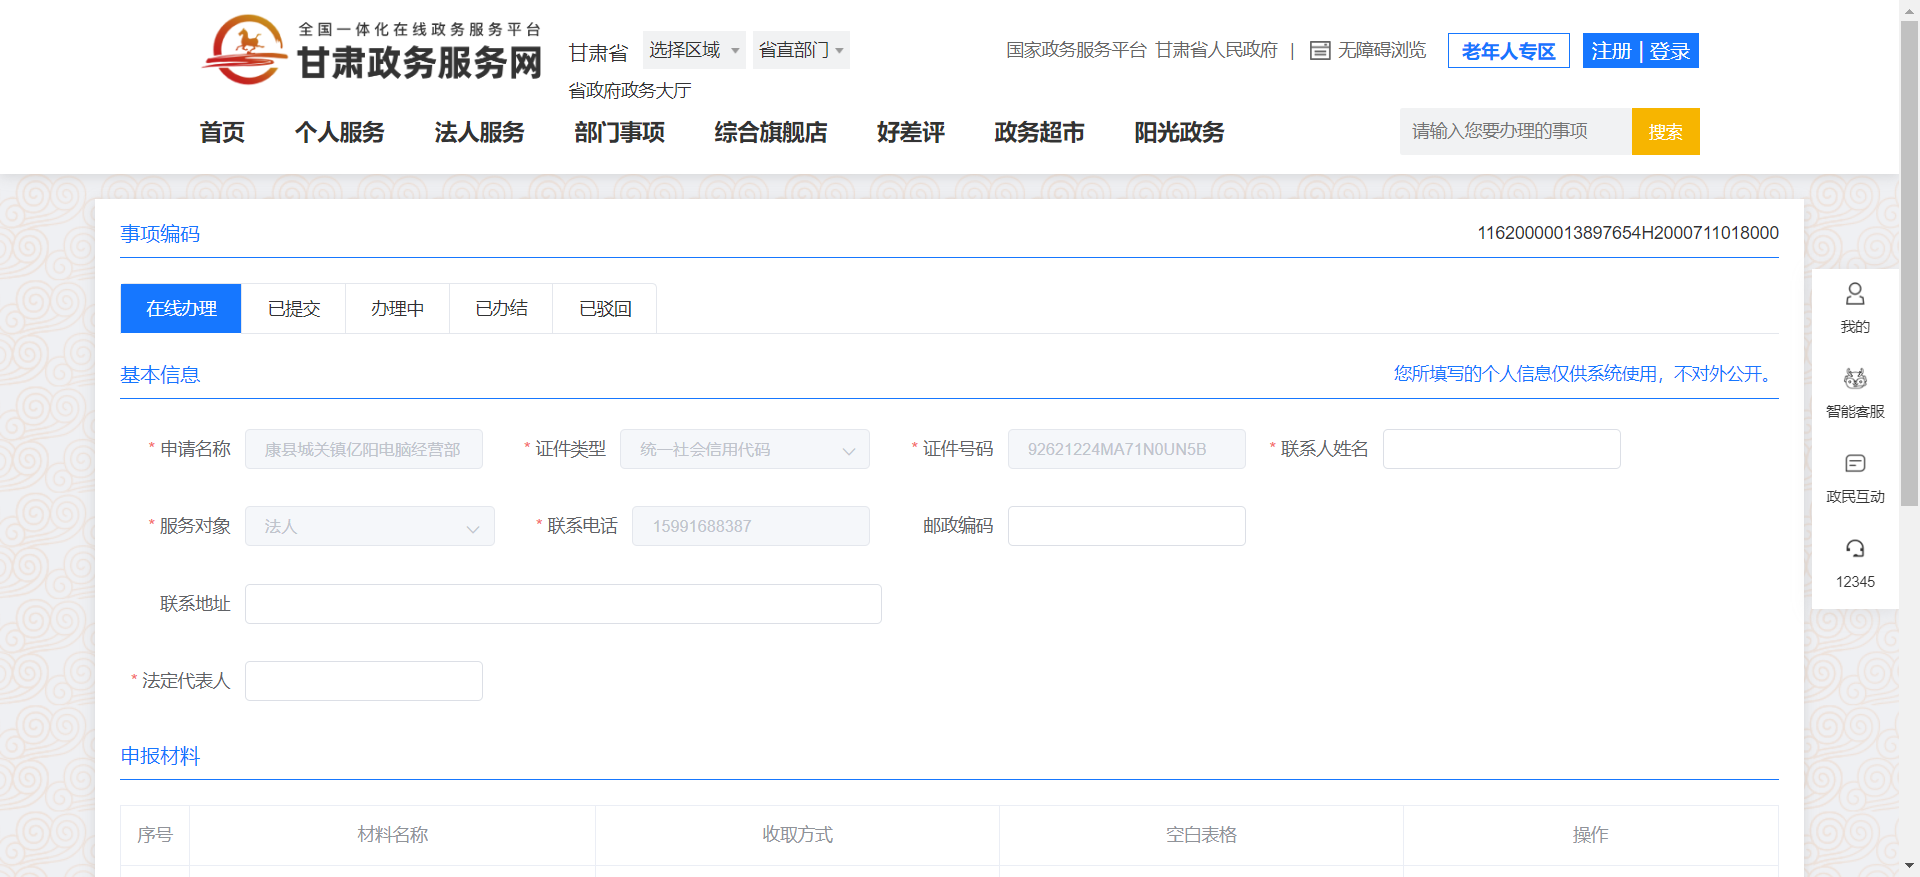 全国一体化在线政务服务平台
甘肃政务服务网
甘肃省 选择区域 省直部门
省政府政务大厅
国家政务服务平台 甘肃省人民政府 | 无障碍浏览 老年人专区 注册 | 登录
首页 个人服务 法人服务 部门事项 综合旗舰店 好差评 政务超市 阳光政务
请输入您要办理的事项 搜索
事项编码 11620000013897654H2000711018000
在线办理 已提交 办理中 已办结 已驳回
基本信息 您所填写的个人信息仅供系统使用，不对外公开。
* 申请名称 康县城关镇亿阳电脑经营部 * 证件类型 统一社会信用代码 * 证件号码 92621224MA71N0UN5B * 联系人姓名
* 服务对象 法人 * 联系电话 15991688387 邮政编码
联系地址
* 法定代表人
申报材料
序号 材料名称 收取方式 空白表格 操作
我的
智能客服
政民互动
12345